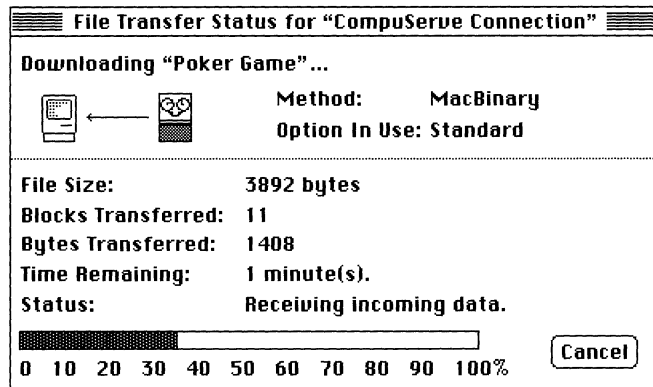 File Transfer Status for “CompuServe Connection”
Downloading “Poker Game”...
Method: MacBinary
Option In Use: Standard
File Size: 3892 bytes
Blocks Transferred: 11
Bytes Transferred: 1408
Time Remaining: 1 minute(s).
Status: Receiving incoming data.
Cancel
0 10 20 30 40 50 60 70 80 90 100%